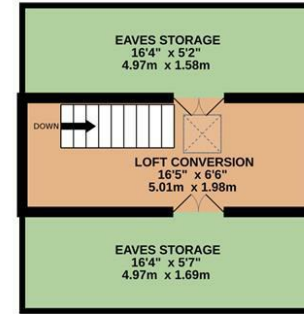 EAVES STORAGE
16'4" x 5'2"
4.97m x 1.58m
DOWN
LOFT CONVERSION
16'5" x 6'6"
5.01m x 1.98m
EAVES STORAGE
16'4" x 5'7"
4.97m x 1.69m